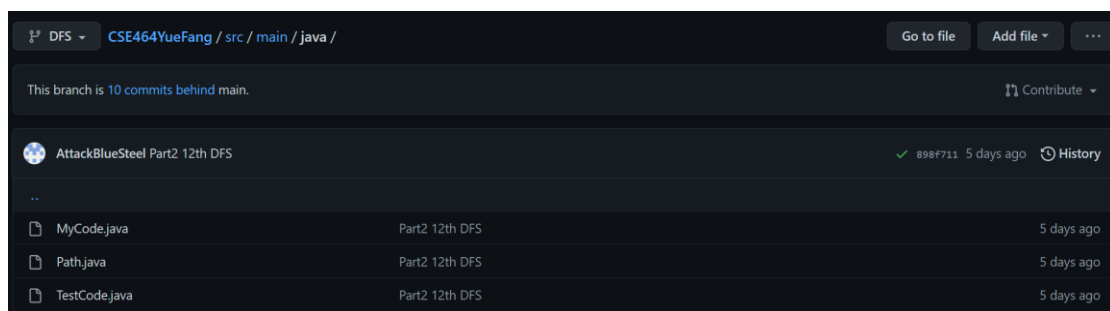 DFS CSE464YueFang / src / main / java / Go to file Add file ...
This branch is 10 commits behind main. Contribute
AttackBlueSteel Part2 12th DFS 898f711 5 days ago History
..
MyCode.java Part2 12th DFS 5 days ago
Path.java Part2 12th DFS 5 days ago
TestCode.java Part2 12th DFS 5 days ago